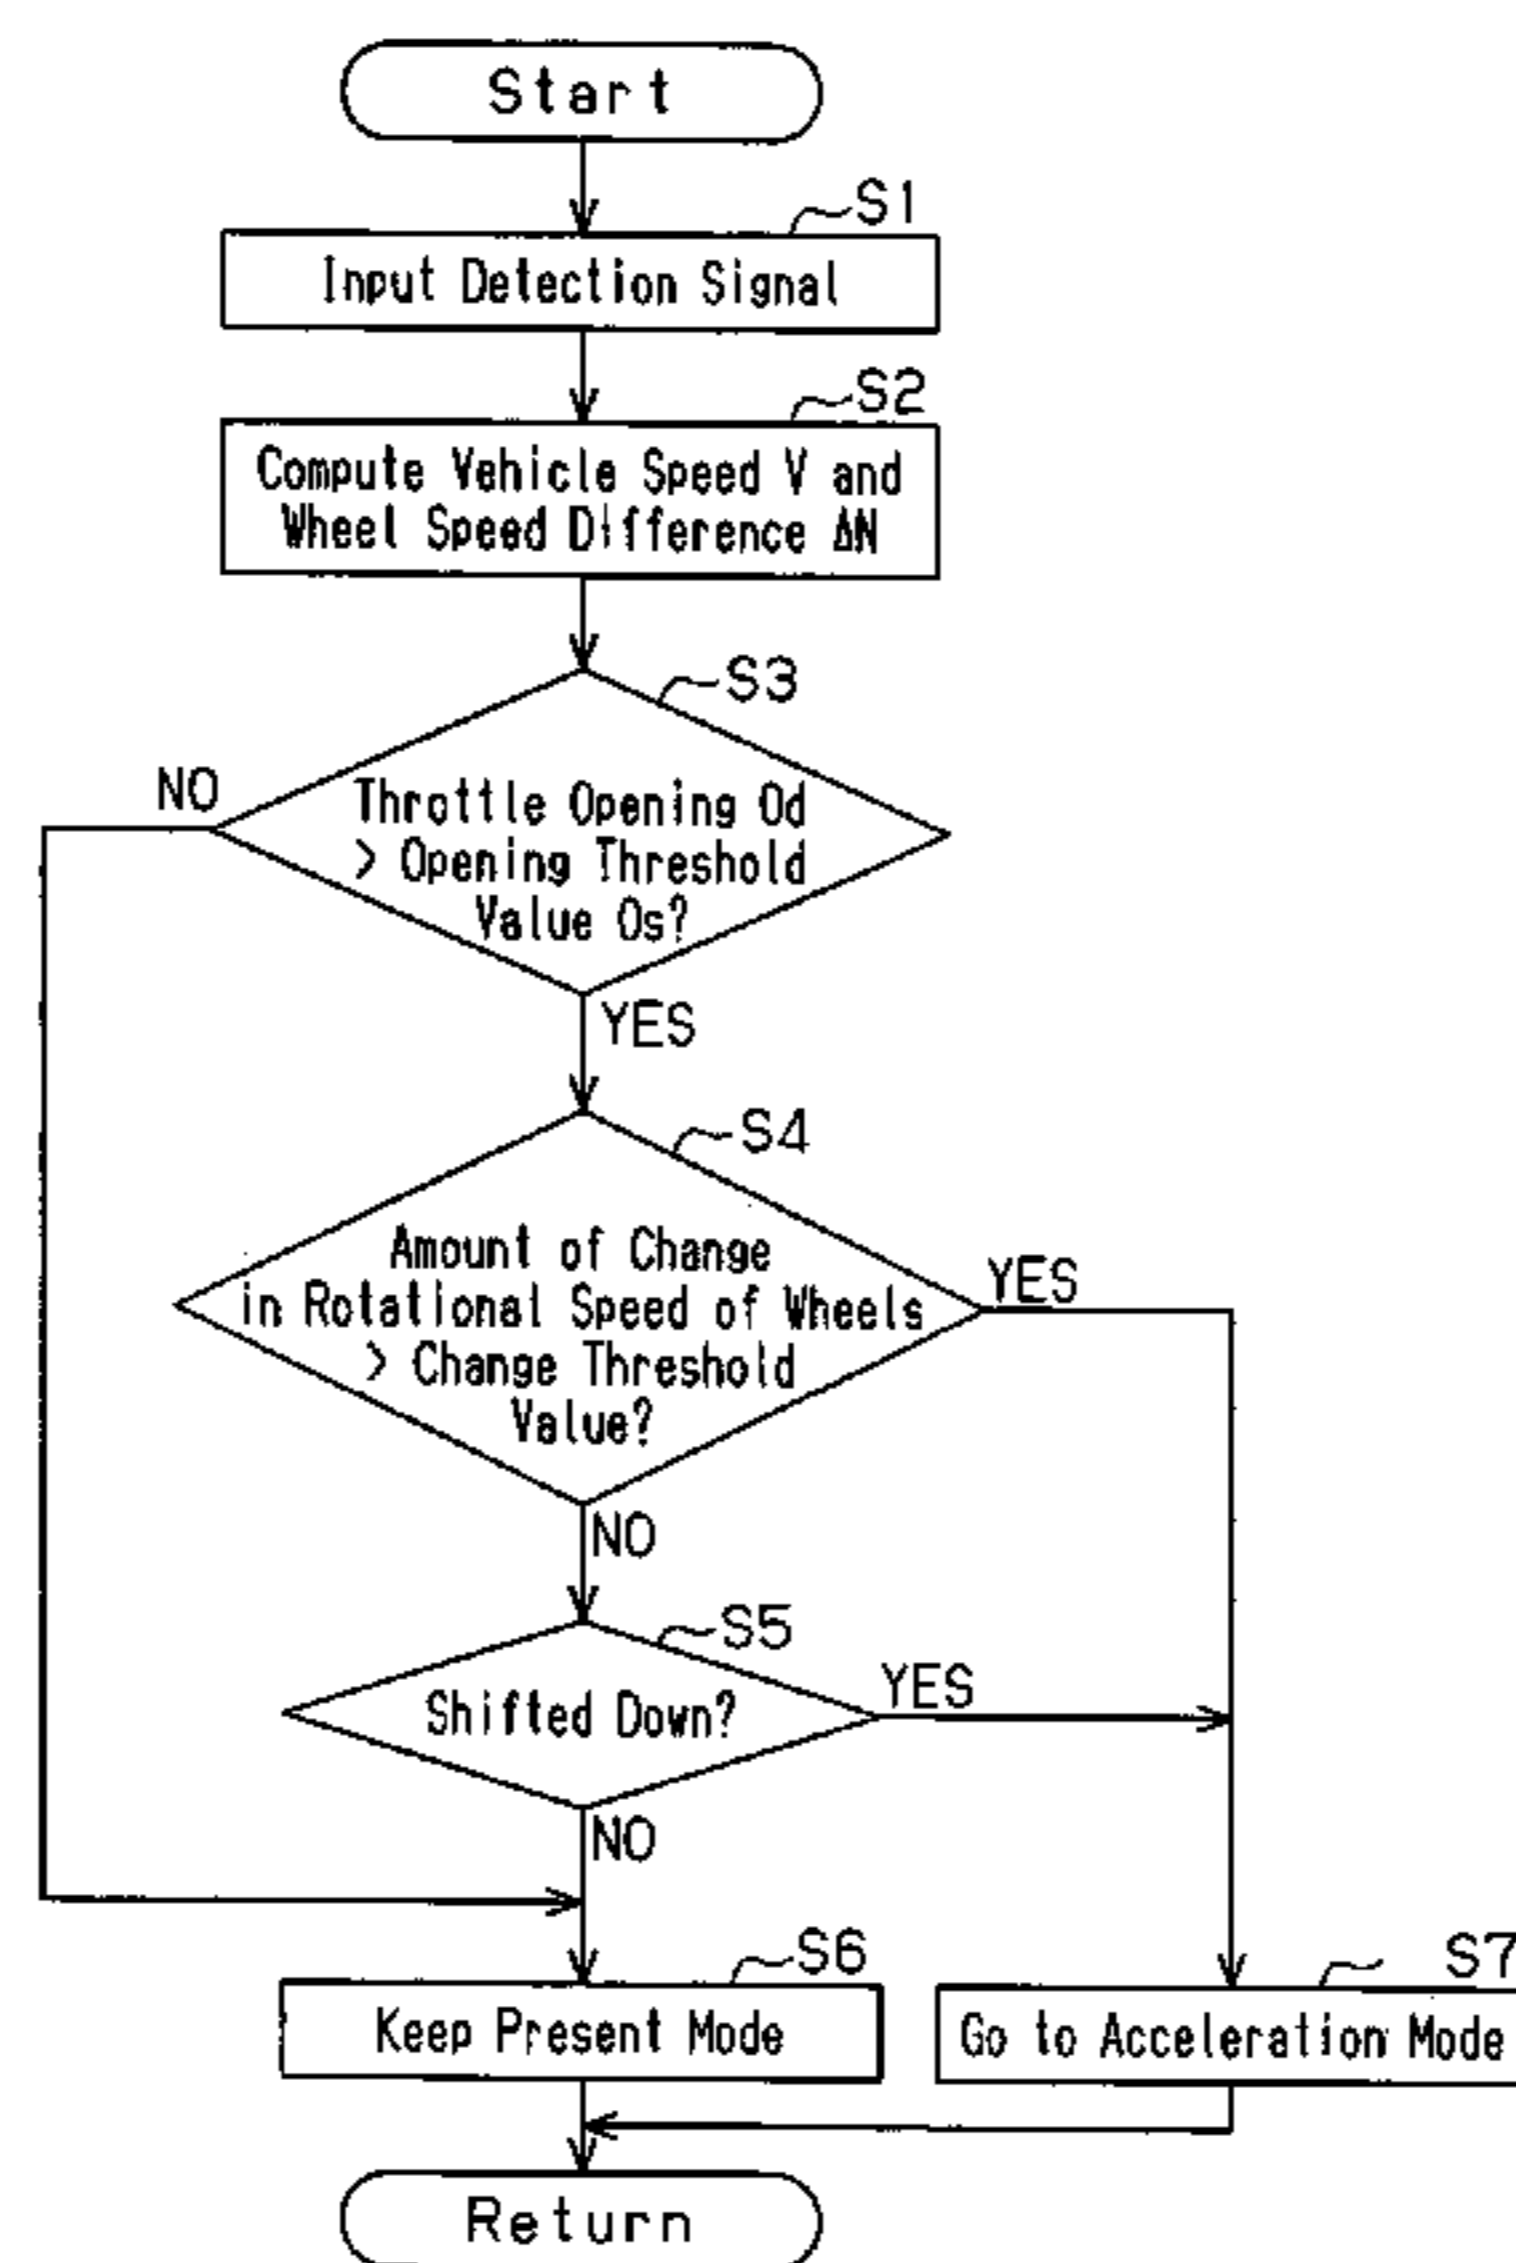 Start
S1
Input Detection Signal
S2
Compute Vehicle Speed V and
Wheel Speed Difference ΔN
S3
NO
Throttle Opening Od
> Opening Threshold
Value Os?
YES
S4
Amount of Change
in Rotational Speed of Wheels
> Change Threshold
Value?
YES
NO
S5
Shifted Down?
YES
NO
S6
Keep Present Mode
S7
Go to Acceleration Mode
Return